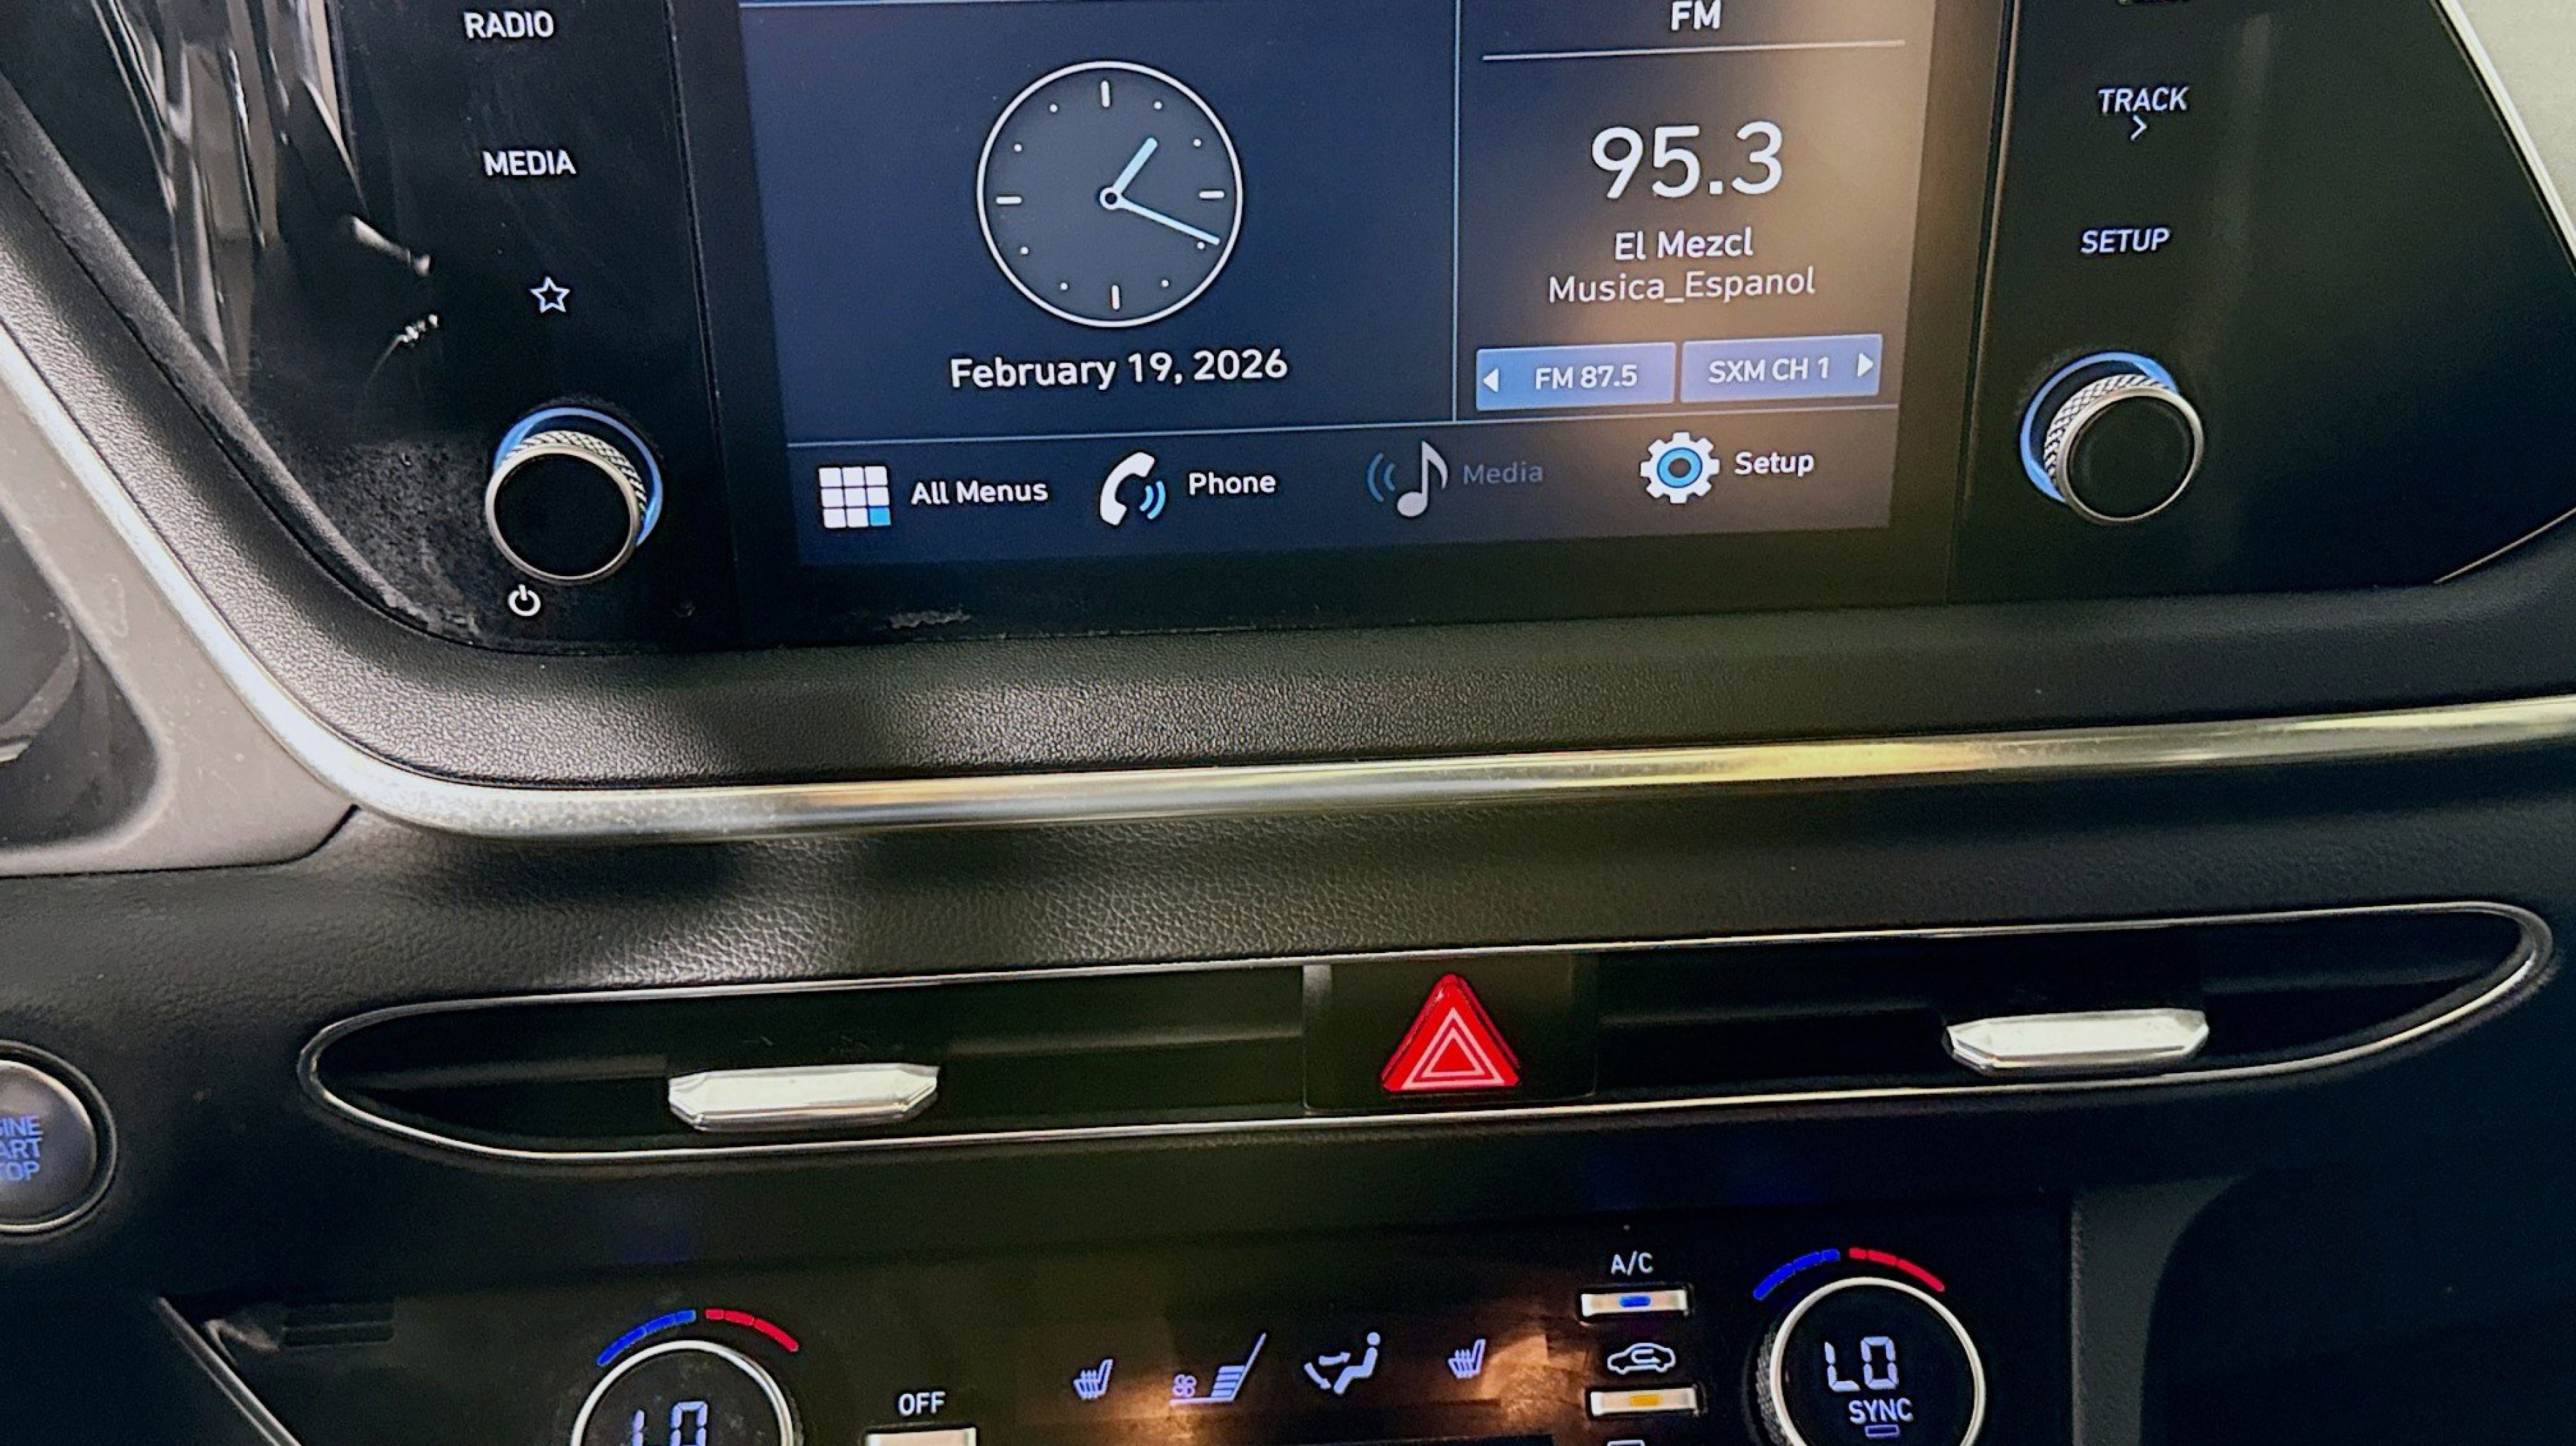 RADIO
MEDIA
FM
95.3
El Mezcl
Musica_Espanol
FM 87.5
SXM CH 1
February 19, 2026
All Menus
Phone
Media
Setup
TRACK
SETUP
A/C
OFF
LO
LO
SYNC